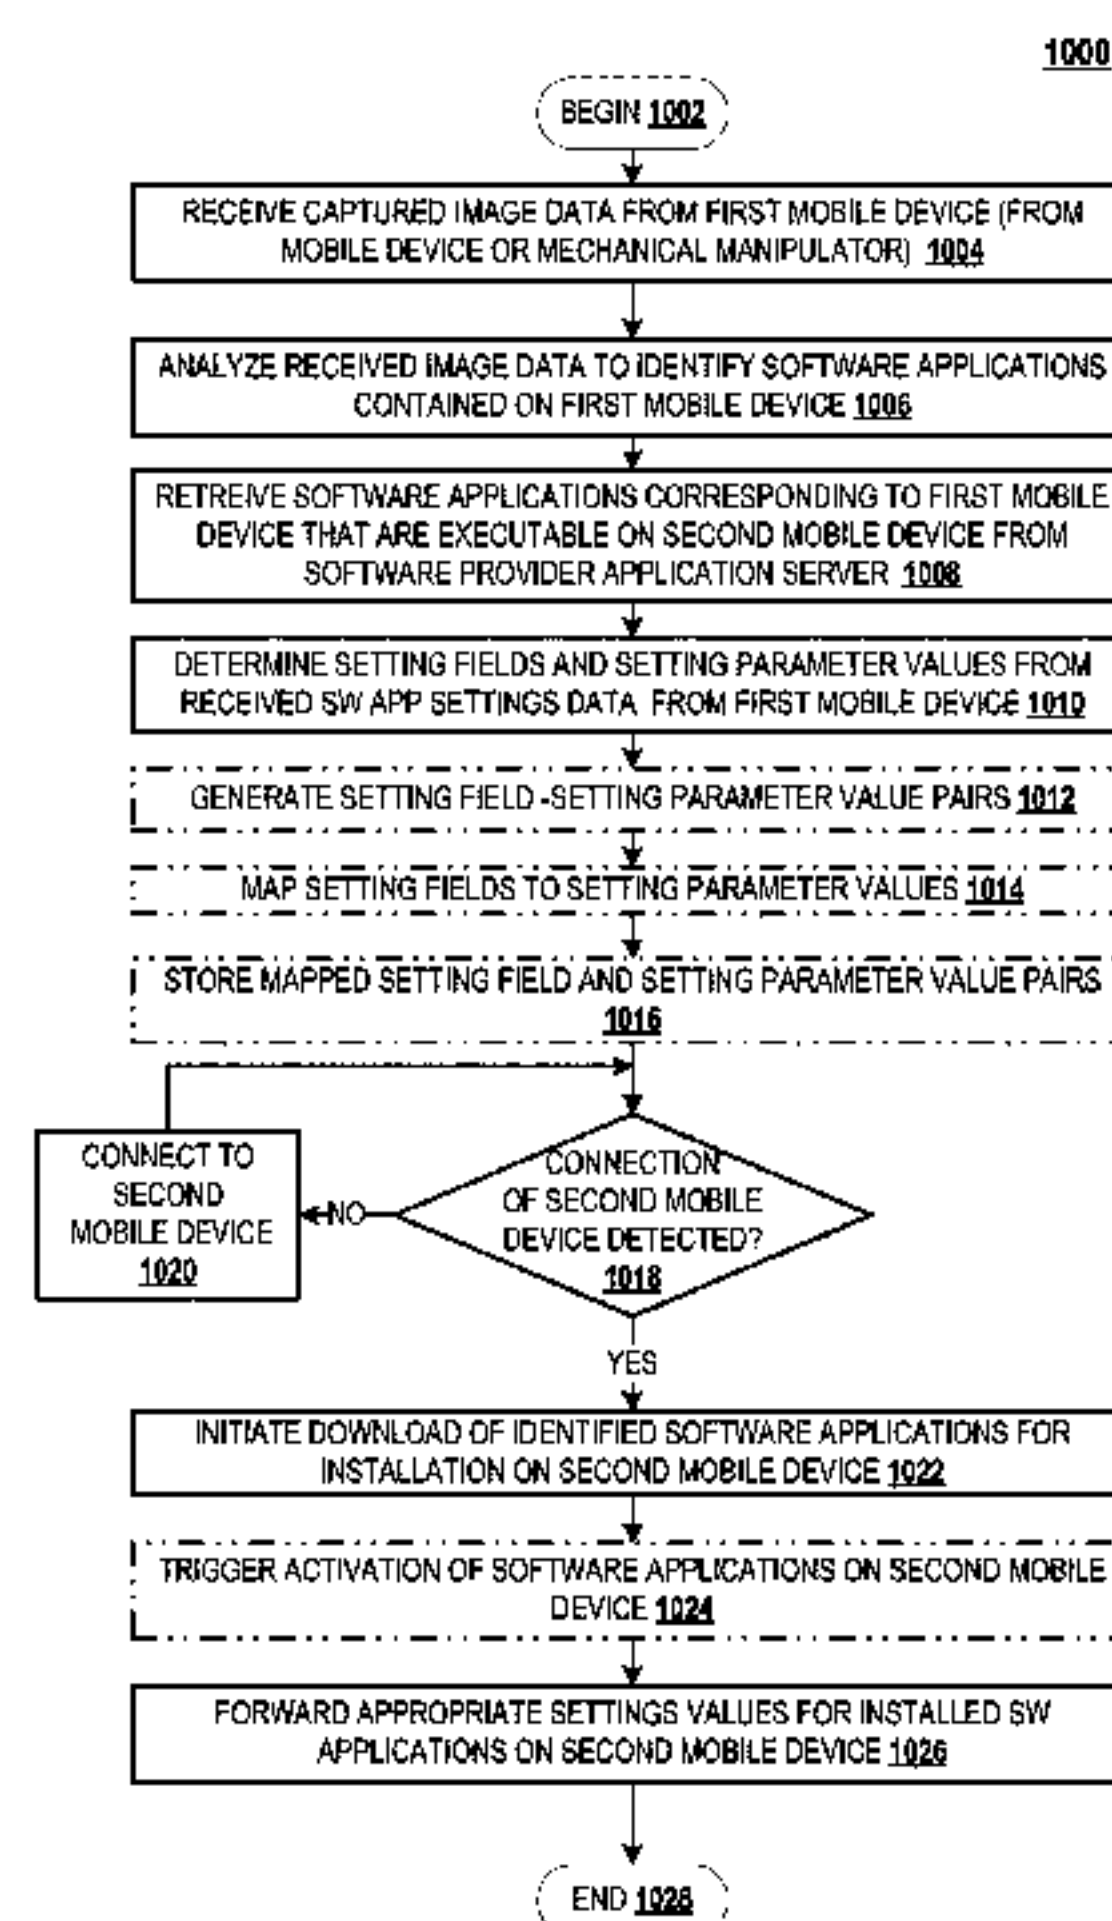 1000
BEGIN 1002
RECEIVE CAPTURED IMAGE DATA FROM FIRST MOBILE DEVICE (FROM
MOBILE DEVICE OR MECHANICAL MANIPULATOR) 1004
ANALYZE RECEIVED IMAGE DATA TO IDENTIFY SOFTWARE APPLICATIONS
CONTAINED ON FIRST MOBILE DEVICE 1006
RETREIVE SOFTWARE APPLICATIONS CORRESPONDING TO FIRST MOBILE
DEVICE THAT ARE EXECUTABLE ON SECOND MOBILE DEVICE FROM
SOFTWARE PROVIDER APPLICATION SERVER 1008
DETERMINE SETTING FIELDS AND SETTING PARAMETER VALUES FROM
RECEIVED SW APP SETTINGS DATA FROM FIRST MOBILE DEVICE 1010
GENERATE SETTING FIELD -SETTING PARAMETER VALUE PAIRS 1012
MAP SETTING FIELDS TO SETTING PARAMETER VALUES 1014
STORE MAPPED SETTING FIELD AND SETTING PARAMETER VALUE PAIRS
1016
CONNECTION
OF SECOND MOBILE
DEVICE DETECTED?
1018
NO
CONNECT TO
SECOND
MOBILE DEVICE
1020
YES
INITIATE DOWNLOAD OF IDENTIFIED SOFTWARE APPLICATIONS FOR
INSTALLATION ON SECOND MOBILE DEVICE 1022
TRIGGER ACTIVATION OF SOFTWARE APPLICATIONS ON SECOND MOBILE
DEVICE 1024
FORWARD APPROPRIATE SETTINGS VALUES FOR INSTALLED SW
APPLICATIONS ON SECOND MOBILE DEVICE 1026
END 1028